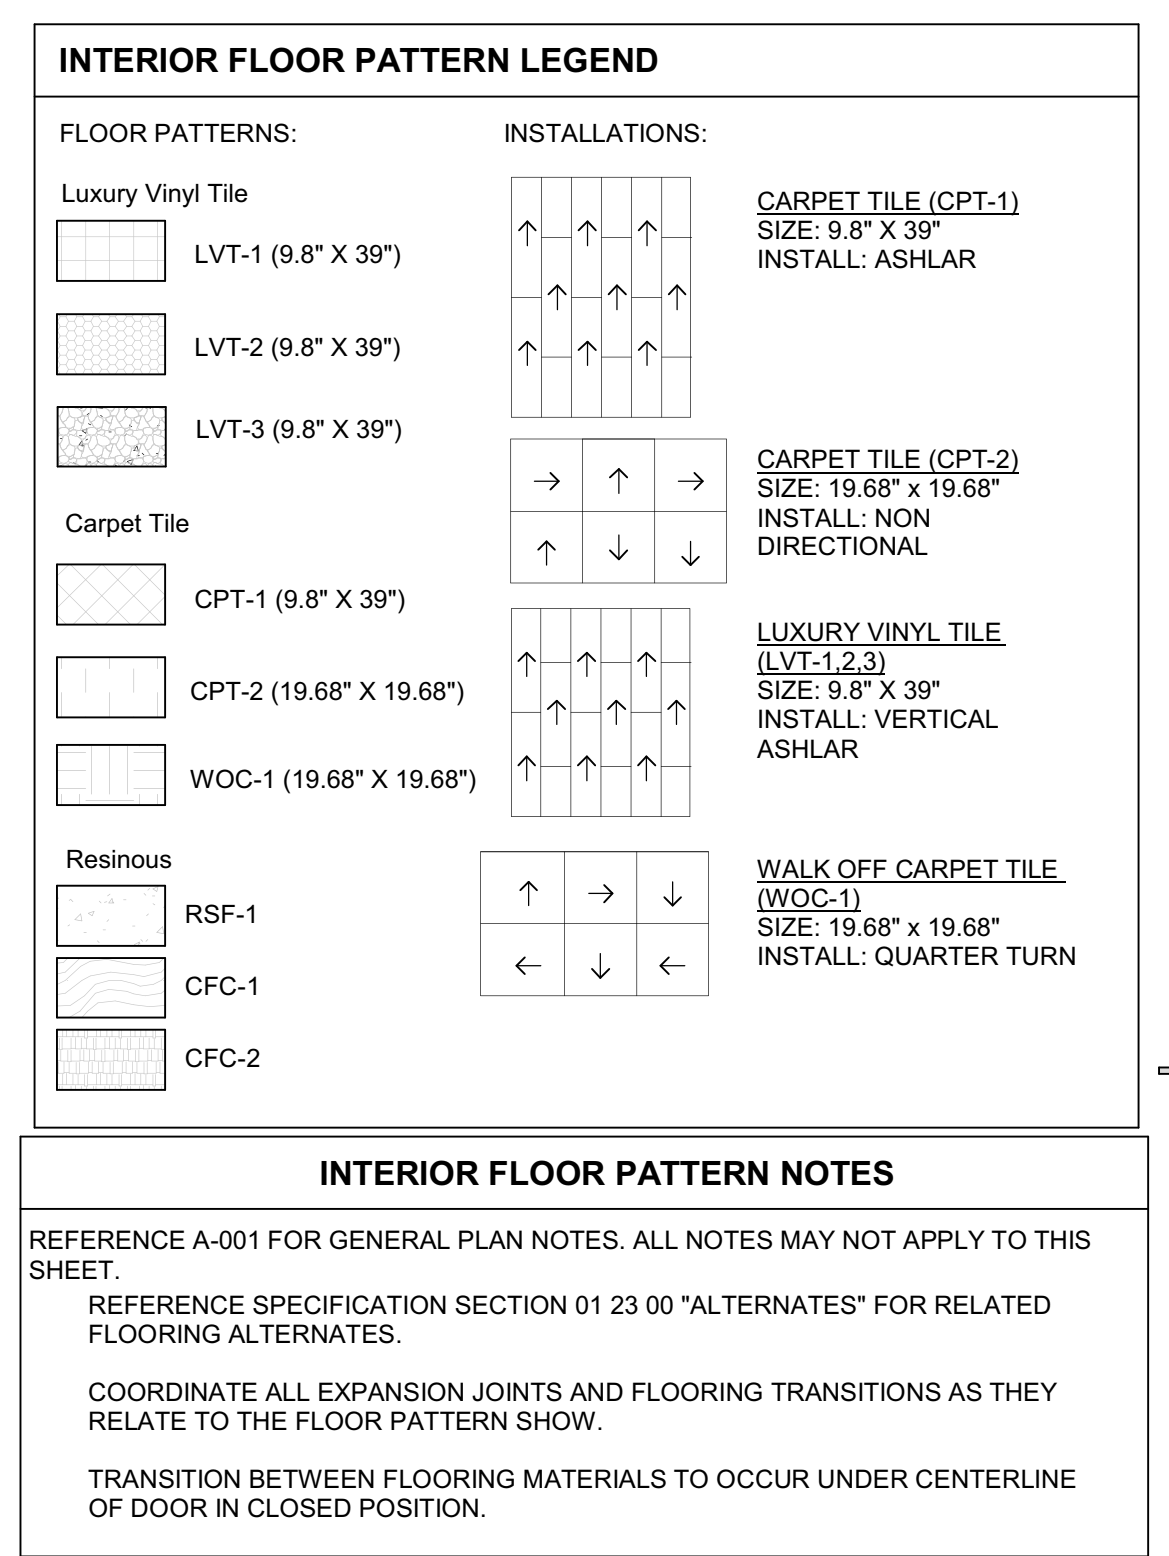 INTERIOR FLOOR PATTERN LEGEND
FLOOR PATTERNS:
Luxury Vinyl Tile
LVT-1 (9.8" X 39")
LVT-2 (9.8" X 39")
LVT-3 (9.8" X 39")
Carpet Tile
CPT-1 (9.8" X 39")
CPT-2 (19.68" X 19.68")
WOC-1 (19.68" X 19.68")
Resinous
RSF-1
CFC-1
CFC-2
INSTALLATIONS:
CARPET TILE (CPT-1)
SIZE: 9.8" X 39"
INSTALL: ASHLAR
CARPET TILE (CPT-2)
SIZE: 19.68" x 19.68"
INSTALL: NON
DIRECTIONAL
LUXURY VINYL TILE
(LVT-1,2,3)
SIZE: 9.8" X 39"
INSTALL: VERTICAL
ASHLAR
WALK OFF CARPET TILE
(WOC-1)
SIZE: 19.68" x 19.68"
INSTALL: QUARTER TURN
INTERIOR FLOOR PATTERN NOTES
REFERENCE A-001 FOR GENERAL PLAN NOTES. ALL NOTES MAY NOT APPLY TO THIS
SHEET.
REFERENCE SPECIFICATION SECTION 01 23 00 "ALTERNATES" FOR RELATED
FLOORING ALTERNATES.
COORDINATE ALL EXPANSION JOINTS AND FLOORING TRANSITIONS AS THEY
RELATE TO THE FLOOR PATTERN SHOW.
TRANSITION BETWEEN FLOORING MATERIALS TO OCCUR UNDER CENTERLINE
OF DOOR IN CLOSED POSITION.